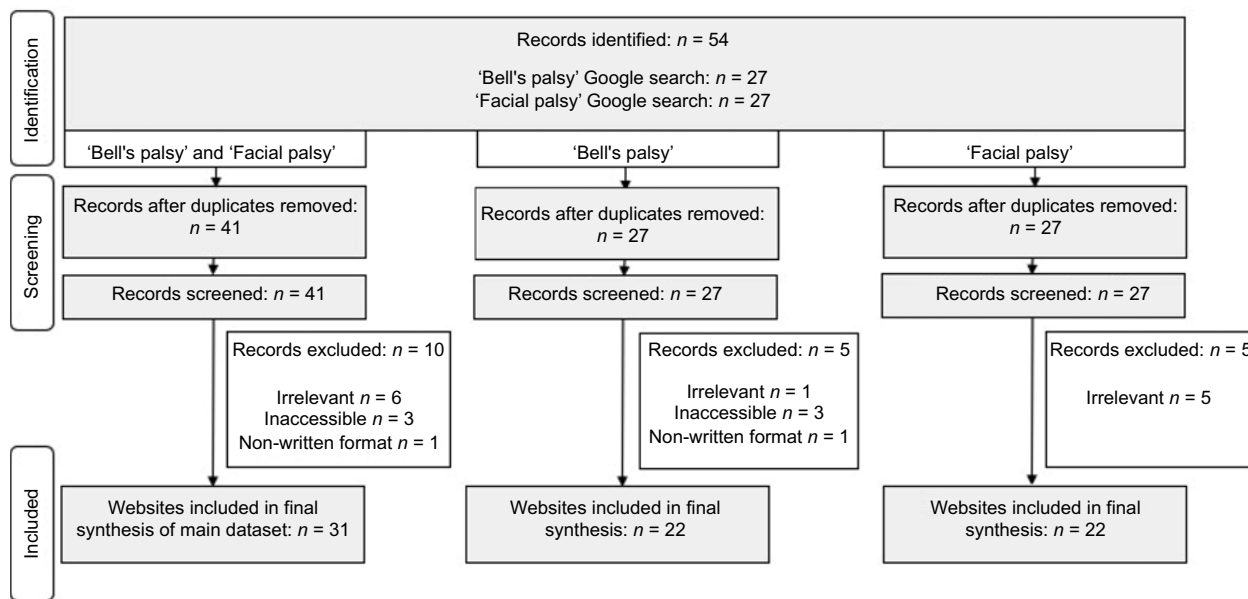 Identification
Records identified: n = 54
‘Bell's palsy’ Google search: n = 27
‘Facial palsy’ Google search: n = 27
‘Bell's palsy’ and ‘Facial palsy’
‘Bell's palsy’
‘Facial palsy’
Screening
Records after duplicates removed:
n = 41
Records after duplicates removed:
n = 27
Records after duplicates removed:
n = 27
Records screened: n = 41
Records screened: n = 27
Records screened: n = 27
Records excluded: n = 10
Irrelevant n = 6
Inaccessible n = 3
Non-written format n = 1
Records excluded: n = 5
Irrelevant n = 1
Inaccessible n = 3
Non-written format n = 1
Records excluded: n = 5
Irrelevant n = 5
Included
Websites included in final
synthesis of main dataset: n = 31
Websites included in final
synthesis: n = 22
Websites included in final
synthesis: n = 22